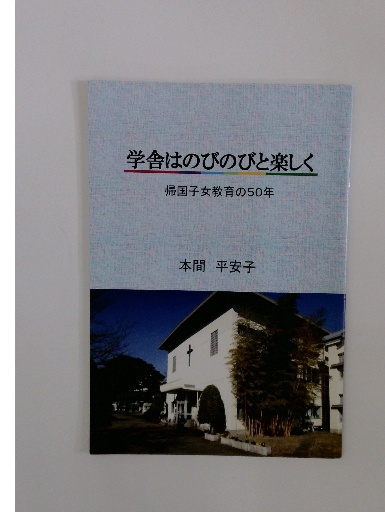 学舎はのびのびと楽しく
帰国子女教育の50年
本間 平安子